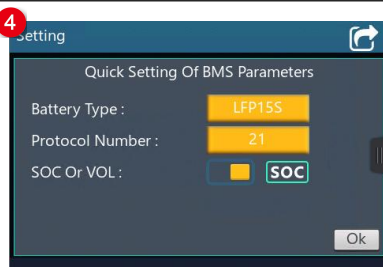 4
Setting
Quick Setting Of BMS Parameters
Battery Type : LFP15S
Protocol Number : 21
SOC Or VOL : SOC
Ok